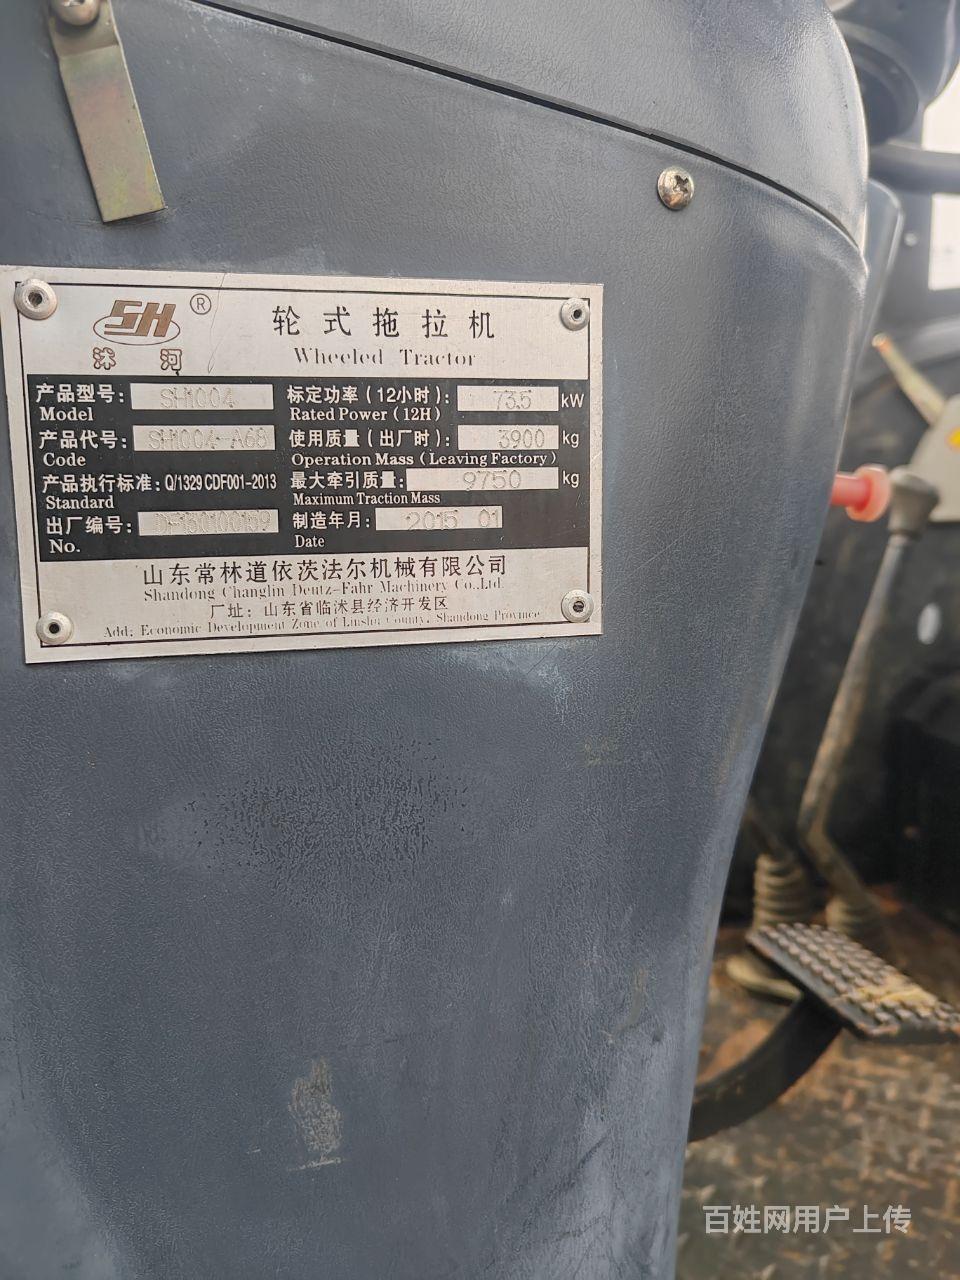 SH®
沭河
轮式拖拉机
Wheeled Tractor
产品型号: SH1004
Model
标定功率(12小时): 73.5 kW
Rated Power (12H)
产品代号: SH1004-A68
Code
使用质量(出厂时): 3900 kg
Operation Mass (Leaving Factory)
产品执行标准: Q/1329 CDF001-2013
Standard
最大牵引质量: 9750 kg
Maximum Traction Mass
出厂编号:
No.
制造年月: 2015 01
Date
山东常林道依茨法尔机械有限公司
Shandong Changlin Deutz-Fahr Machinery Co.,Ltd.
厂址: 山东省临沭县经济开发区
Add: Economic Development Zone of Linshu County, Shandong Province
百姓网用户上传